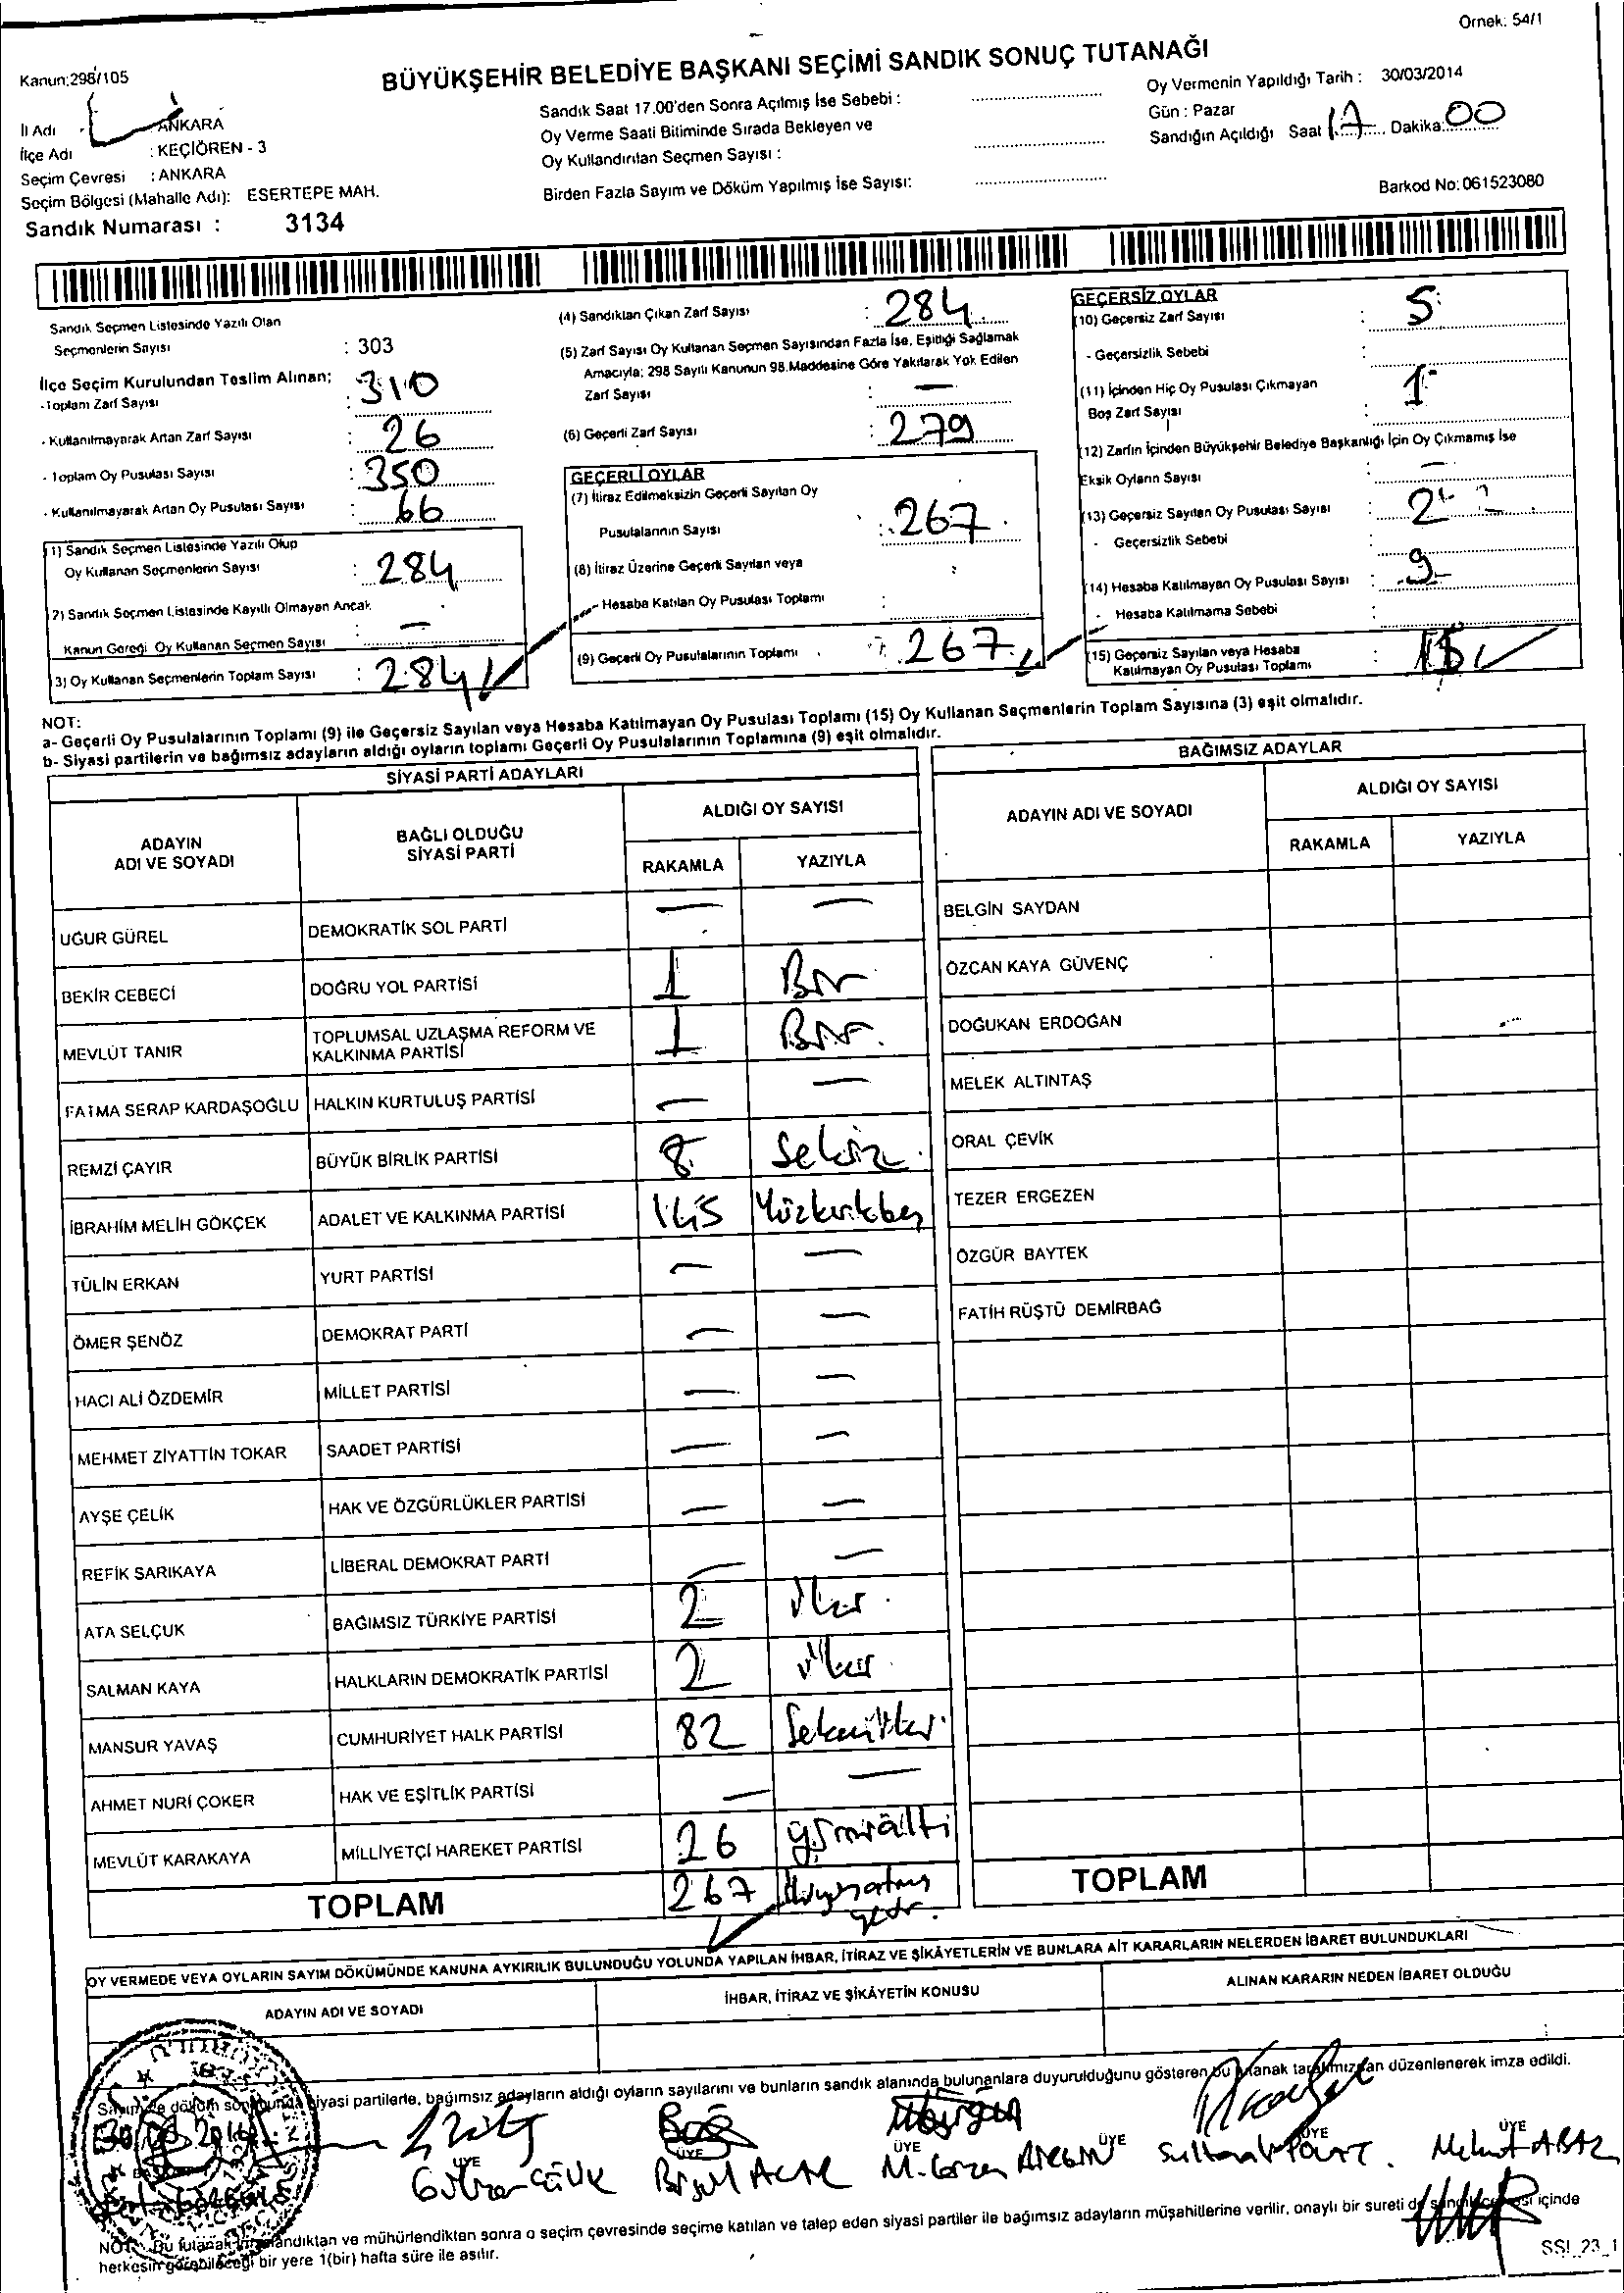 Örnek: 54/1
Kanun:298/105
BÜYÜKŞEHİR BELEDİYE BAŞKANI SEÇİMİ SANDIK SONUÇ TUTANAĞI
İl Adı : ANKARA
İlçe Adı : KEÇİÖREN - 3
Seçim Çevresi : ANKARA
Seçim Bölgesi (Mahalle Adı): ESERTEPE MAH.
Sandık Numarası : 3134
Sandık Saat 17.00'den Sonra Açılmış İse Sebebi :
Oy Verme Saati Bitiminde Sırada Bekleyen ve
Oy Kullandırılan Seçmen Sayısı :
Birden Fazla Sayım ve Döküm Yapılmış İse Sayısı:
Oy Vermenin Yapıldığı Tarih : 30/03/2014
Gün : Pazar
Sandığın Açıldığı Saat 17 Dakika 00
Barkod No: 061523080
Sandık Seçmen Listesinde Yazılı Olan
Seçmenlerin Sayısı : 303
İlçe Seçim Kurulundan Teslim Alınan:
-Toplam Zarf Sayısı : 310
- Kullanılmayarak Artan Zarf Sayısı : 26
- Toplam Oy Pusulası Sayısı : 350
- Kullanılmayarak Artan Oy Pusulası Sayısı : 66
1) Sandık Seçmen Listesinde Yazılı Olup
Oy Kullanan Seçmenlerin Sayısı : 284
2) Sandık Seçmen Listesinde Kayıtlı Olmayan Ancak
Kanun Gereği Oy Kullanan Seçmen Sayısı : —
3) Oy Kullanan Seçmenlerin Toplam Sayısı : 284
(4) Sandıktan Çıkan Zarf Sayısı : 284
(5) Zarf Sayısı Oy Kullanan Seçmen Sayısından Fazla İse, Eşitliği Sağlamak
Amacıyla; 298 Sayılı Kanunun 98.Maddesine Göre Yakılarak Yok Edilen
Zarf Sayısı : —
(6) Geçerli Zarf Sayısı : 279
GEÇERLİ OYLAR
(7) İtiraz Edilmeksizin Geçerli Sayılan Oy
Pusulalarının Sayısı : 267
(8) İtiraz Üzerine Geçerli Sayılan veya :
- Hesaba Katılan Oy Pusulası Toplamı :
(9) Geçerli Oy Pusulalarının Toplamı : 267
GEÇERSİZ OYLAR
(10) Geçersiz Zarf Sayısı : 5
- Geçersizlik Sebebi :
(11) İçinden Hiç Oy Pusulası Çıkmayan
Boş Zarf Sayısı : 1
(12) Zarfın İçinden Büyükşehir Belediye Başkanlığı İçin Oy Çıkmamış İse
Eksik Oyların Sayısı : —
(13) Geçersiz Sayılan Oy Pusulası Sayısı : 2
- Geçersizlik Sebebi :
(14) Hesaba Katılmayan Oy Pusulası Sayısı : 9
- Hesaba Katılmama Sebebi :
(15) Geçersiz Sayılan veya Hesaba
Katılmayan Oy Pusulası Toplamı :
NOT:
a- Geçerli Oy Pusulalarının Toplamı (9) ile Geçersiz Sayılan veya Hesaba Katılmayan Oy Pusulası Toplamı (15) Oy Kullanan Seçmenlerin Toplam Sayısına (3) eşit olmalıdır.
b- Siyasi partilerin ve bağımsız adayların aldığı oyların toplamı Geçerli Oy Pusulalarının Toplamına (9) eşit olmalıdır.
SİYASİ PARTİ ADAYLARI
ADAYIN ADI VE SOYADI
BAĞLI OLDUĞU SİYASİ PARTİ
ALDIĞI OY SAYISI
RAKAMLA YAZIYLA
UĞUR GÜREL DEMOKRATİK SOL PARTİ — —
BEKİR CEBECİ DOĞRU YOL PARTİSİ 1 Bir
MEVLÜT TANIR TOPLUMSAL UZLAŞMA REFORM VE KALKINMA PARTİSİ 1 Bir
FATMA SERAP KARDAŞOĞLU HALKIN KURTULUŞ PARTİSİ — —
REMZİ ÇAYIR BÜYÜK BİRLİK PARTİSİ 8 Sekiz
İBRAHİM MELİH GÖKÇEK ADALET VE KALKINMA PARTİSİ 145 Yüzkırkbeş
TÜLİN ERKAN YURT PARTİSİ — —
ÖMER ŞENÖZ DEMOKRAT PARTİ — —
HACI ALİ ÖZDEMİR MİLLET PARTİSİ — —
MEHMET ZİYATTİN TOKAR SAADET PARTİSİ — —
AYŞE ÇELİK HAK VE ÖZGÜRLÜKLER PARTİSİ — —
REFİK SARIKAYA LİBERAL DEMOKRAT PARTİ — —
ATA SELÇUK BAĞIMSIZ TÜRKİYE PARTİSİ 2 iki
SALMAN KAYA HALKLARIN DEMOKRATİK PARTİSİ 2 iki
MANSUR YAVAŞ CUMHURİYET HALK PARTİSİ 82 Sekseniki
AHMET NURİ ÇOKER HAK VE EŞİTLİK PARTİSİ — —
MEVLÜT KARAKAYA MİLLİYETÇİ HAREKET PARTİSİ 26 yirmialtı
TOPLAM 267 ikiyüzaltmış yedi.
BAĞIMSIZ ADAYLAR
ADAYIN ADI VE SOYADI
ALDIĞI OY SAYISI
RAKAMLA YAZIYLA
BELGİN SAYDAN
ÖZCAN KAYA GÜVENÇ
DOĞUKAN ERDOĞAN
MELEK ALTINTAŞ
ORAL ÇEVİK
TEZER ERGEZEN
ÖZGÜR BAYTEK
FATİH RÜŞTÜ DEMİRBAĞ
TOPLAM
OY VERMEDE VEYA OYLARIN SAYIM DÖKÜMÜNDE KANUNA AYKIRILIK BULUNDUĞU YOLUNDA YAPILAN İHBAR, İTİRAZ VE ŞİKÂYETLERİN VE BUNLARA AİT KARARLARIN NELERDEN İBARET BULUNDUKLARI
ADAYIN ADI VE SOYADI
İHBAR, İTİRAZ VE ŞİKÂYETİN KONUSU
ALINAN KARARIN NEDEN İBARET OLDUĞU
Sayım ve döküm sonucunda siyasi partilerle, bağımsız adayların aldığı oyların sayılarını ve bunların sandık alanında bulunanlara duyurulduğunu gösteren bu tutanak tarafımızdan düzenlenerek imza edildi.
ÜYE ÜYE ÜYE ÜYE ÜYE ÜYE
NOT: Bu tutanak imzalandıktan ve mühürlendikten sonra o seçim çevresinde seçime katılan ve talep eden siyasi partiler ile bağımsız adayların müşahitlerine verilir, onaylı bir sureti de sandık çevresi içinde
herkesin görebileceği bir yere 1(bir) hafta süre ile asılır.
SSI_23_1